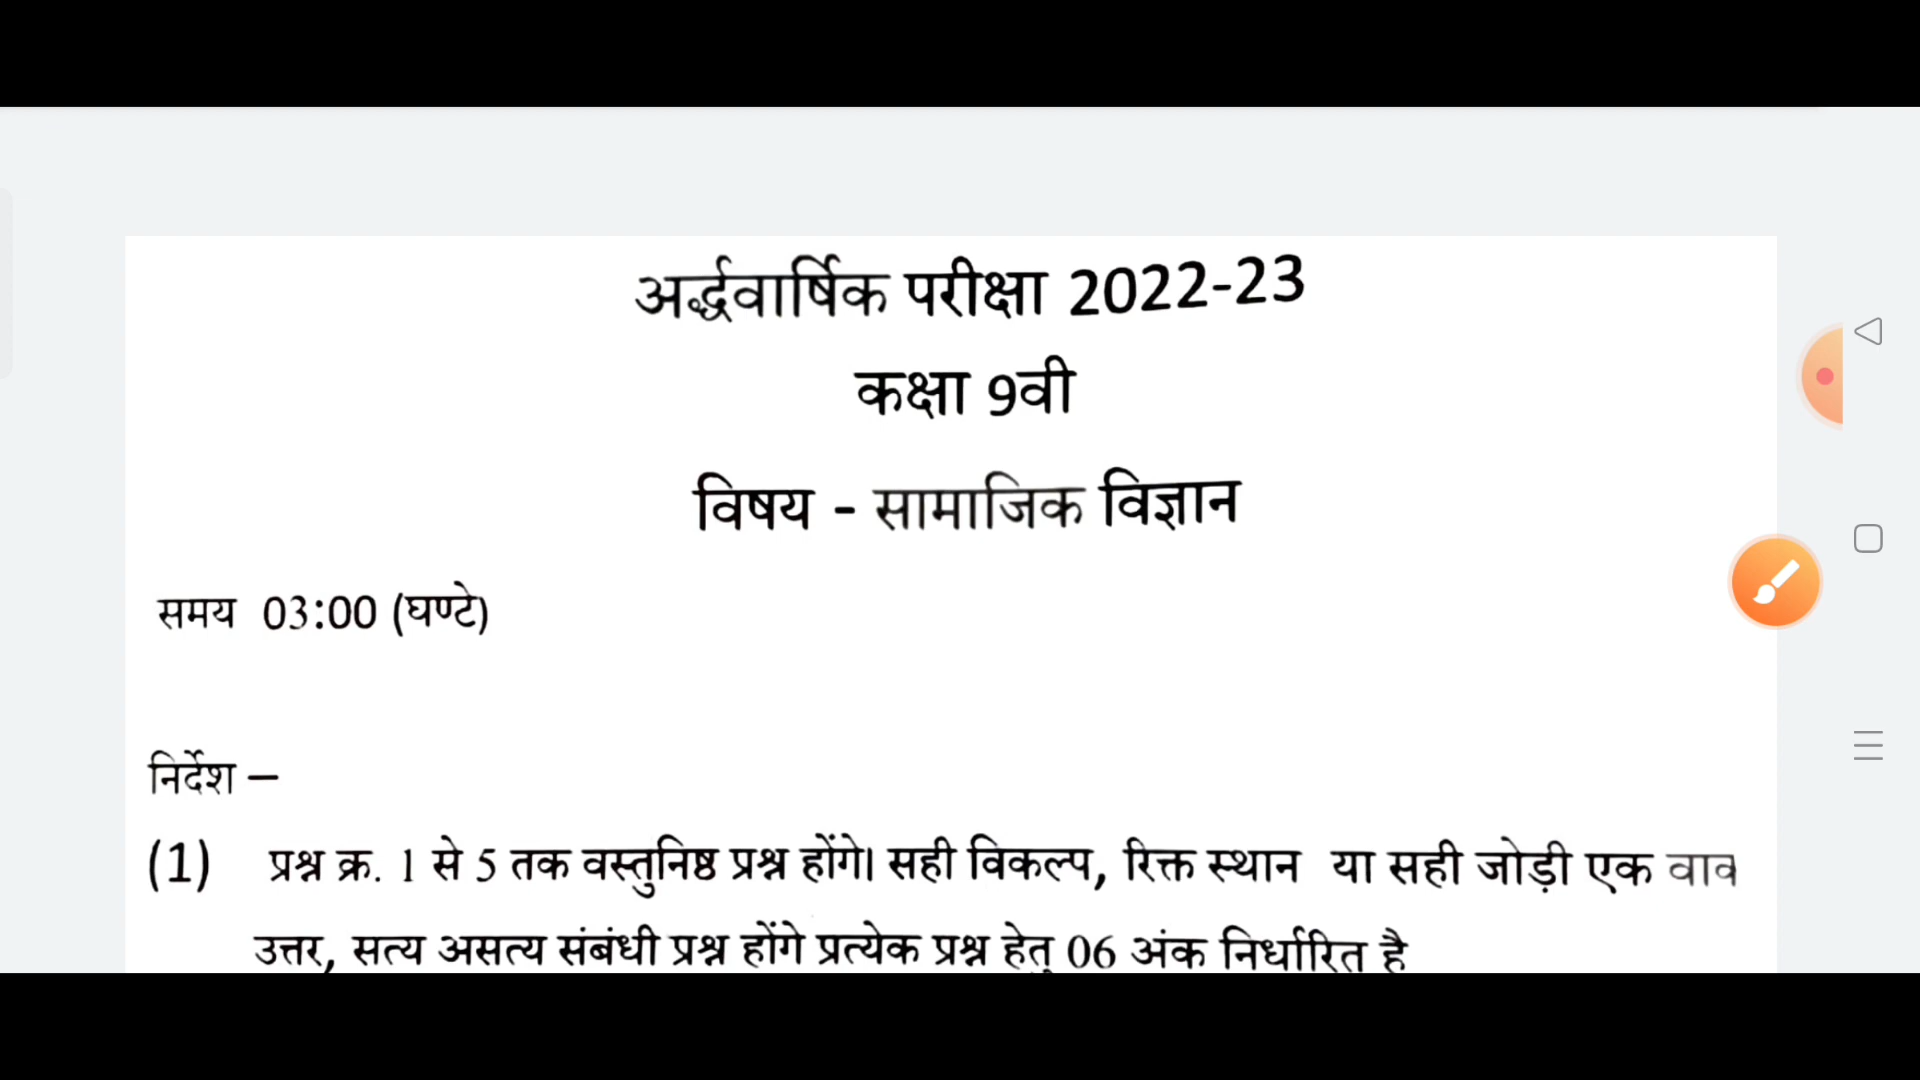 अर्द्धवार्षिक परीक्षा 2022-23
कक्षा 9वी
विषय - सामाजिक विज्ञान
समय 03:00 (घण्टे)
निर्देश –
(1) प्रश्न क्र. 1 से 5 तक वस्तुनिष्ठ प्रश्न होंगे। सही विकल्प, रिक्त स्थान या सही जोड़ी एक
उत्तर, सत्य असत्य संबंधी प्रश्न होंगे प्रत्येक प्रश्न हेतु 06 अंक निर्धारित है